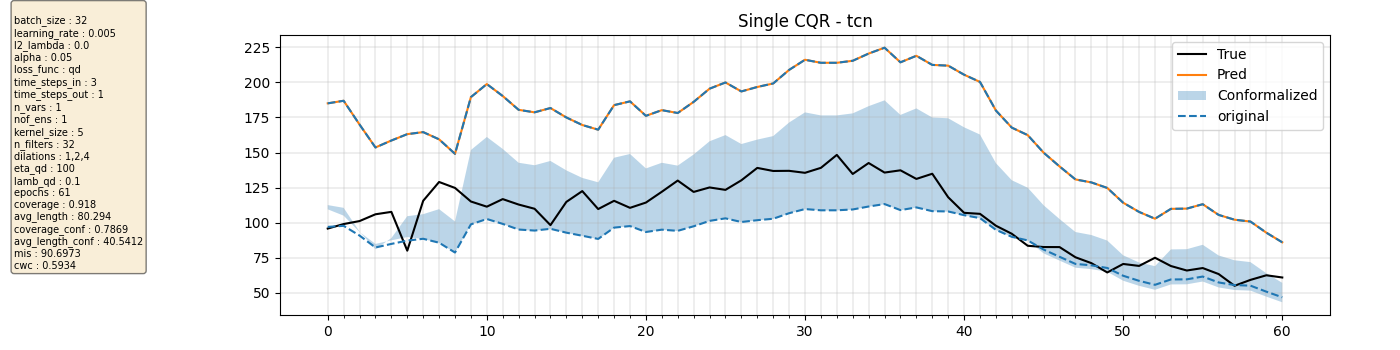 batch_size : 32
learning_rate : 0.005
l2_lambda : 0.0
alpha : 0.05
loss_func : qd
time_steps_in : 3
time_steps_out : 1
n_vars : 1
nof_ens : 1
kernel_size : 5
n_filters : 32
dilations : 1,2,4
eta_qd : 100
lamb_qd : 0.1
epochs : 61
coverage : 0.918
avg_length : 80.294
coverage_conf : 0.7869
avg_length_conf : 40.5412
mis : 90.6973
cwc : 0.5934
Single CQR - tcn
225
200
175
150
125
100
75
50
0 10 20 30 40 50 60
True
Pred
Conformalized
original